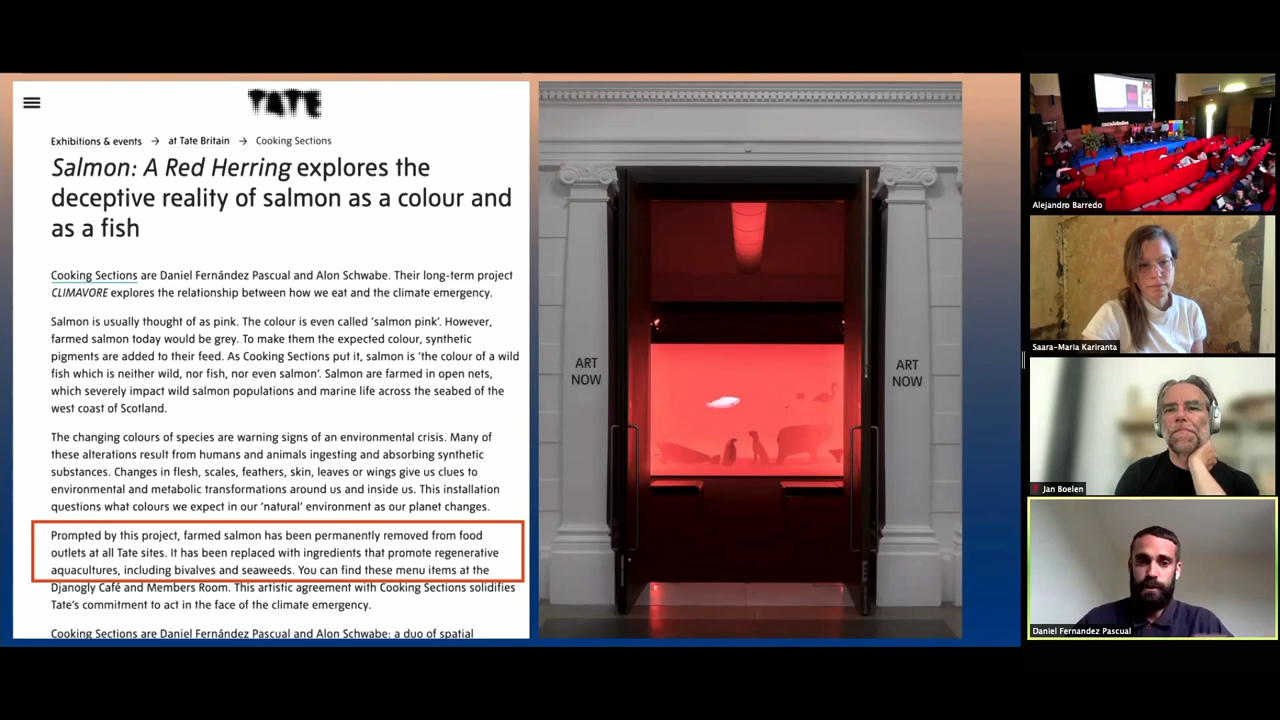 TATE
Exhibitions & events → at Tate Britain → Cooking Sections
Salmon: A Red Herring explores the
deceptive reality of salmon as a colour and
as a fish
Cooking Sections are Daniel Fernández Pascual and Alon Schwabe. Their long-term project
CLIMAVORE explores the relationship between how we eat and the climate emergency.
Salmon is usually thought of as pink. The colour is even called ‘salmon pink’. However,
farmed salmon today would be grey. To make them the expected colour, synthetic
pigments are added to their feed. As Cooking Sections put it, salmon is ‘the colour of a wild
fish which is neither wild, nor fish, nor even salmon’. Salmon are farmed in open nets,
which severely impact wild salmon populations and marine life across the seabed of the
west coast of Scotland.
The changing colours of species are warning signs of an environmental crisis. Many of
these alterations result from humans and animals ingesting and absorbing synthetic
substances. Changes in flesh, scales, feathers, skin, leaves or wings give us clues to
environmental and metabolic transformations around us and inside us. This installation
questions what colours we expect in our ‘natural’ environment as our planet changes.
Prompted by this project, farmed salmon has been permanently removed from food
outlets at all Tate sites. It has been replaced with ingredients that promote regenerative
aquacultures, including bivalves and seaweeds. You can find these menu items at the
Djanogly Café and Members Room. This artistic agreement with Cooking Sections solidifies
Tate’s commitment to act in the face of the climate emergency.
Cooking Sections are Daniel Fernández Pascual and Alon Schwabe: a duo of spatial
ART
NOW
ART
NOW
Alejandro Barredo
Saara-Maria Kariranta
Jan Boelen
Daniel Fernandez Pascual